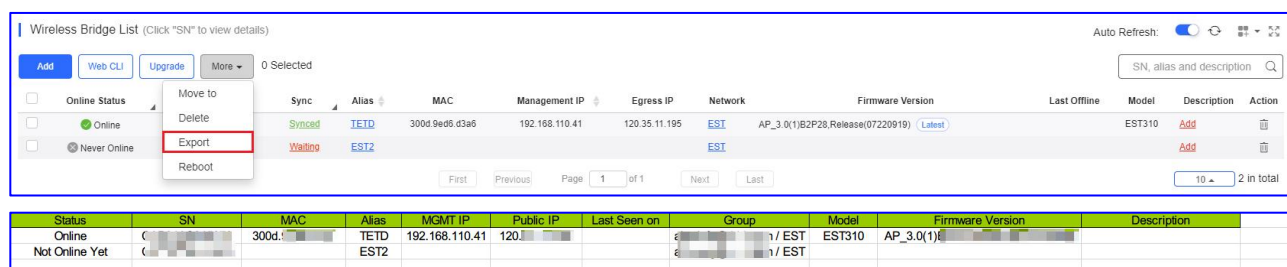 Wireless Bridge List (Click "SN" to view details) Auto Refresh:
Add Web CLI Upgrade More 0 Selected SN, alias and description
Online Status Sync Alias MAC Management IP Egress IP Network Firmware Version Last Offline Model Description Action
Move to
Delete
Export
Reboot
Online Synced TETD 300d.9ed6.d3a6 192.168.110.41 120.35.11.195 EST AP_3.0(1)B2P28,Release(07220919) Latest EST310 Add
Never Online Waiting EST2 EST Add
First Previous Page 1 of 1 Next Last 10 2 in total
Status SN MAC Alias MGMT IP Public IP Last Seen on Group Model Firmware Version Description
Online 300d. TETD 192.168.110.41 120. / EST EST310 AP_3.0(1)
Not Online Yet EST2 / EST